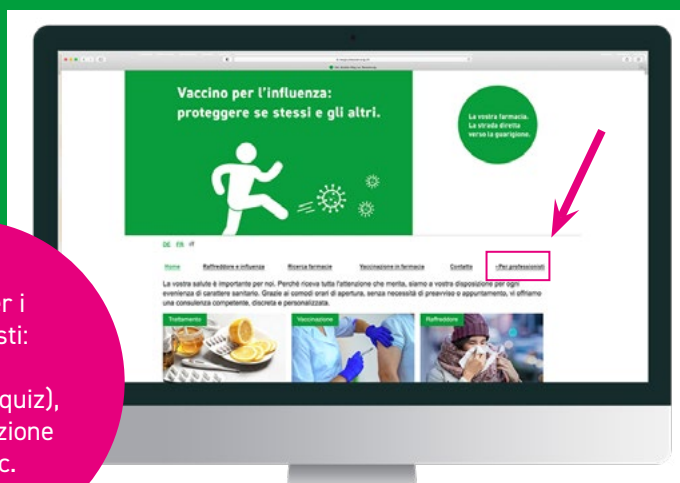 Vaccino per l'influenza:
proteggere se stessi e gli altri.
La vostra farmacia.
La strada diretta
verso la guarigione.
DE FR IT
Home Raffreddore e influenza Ricerca farmacie Vaccinazione in farmacia Contatto >Per professionisti
La vostra salute è importante per noi. Perché riceva tutta l'attenzione che merita, siamo a vostra disposizione per ogni
evenienza di carattere sanitario. Grazie ai comodi orari di apertura, senza necessità di preavviso o appuntamento, vi offriamo
una consulenza competente, discreta e personalizzata.
Trattamento Vaccinazione Raffreddore
er i
sti:
quiz),
zione
c.